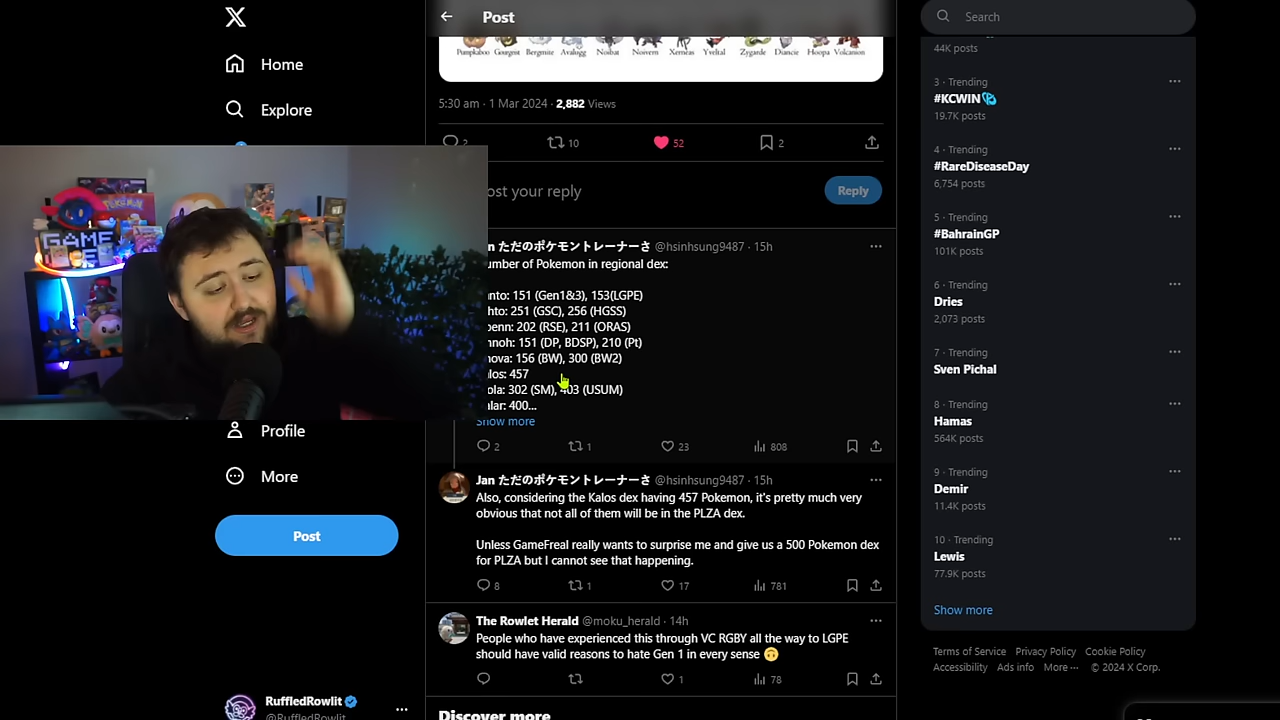 Post
Search
Pumpkaboo Gourgeist Bergmite Avalugg Noibat Noivern Xerneas Yveltal Zygarde Diancie Hoopa Volcanion
44K posts
5:30 am · 1 Mar 2024 · 2,882 Views
2 10 52 2
ost your reply
Reply
Home
Explore
Profile
More
Post
RuffledRowlit
@RuffledRowlit
POKEMON
GAME
n ただのポケモントレーナーさ @hsinhsung9487 · 15h
umber of Pokemon in regional dex:
nto: 151 (Gen1&3), 153(LGPE)
hto: 251 (GSC), 256 (HGSS)
oenn: 202 (RSE), 211 (ORAS)
nnoh: 151 (DP, BDSP), 210 (Pt)
nova: 156 (BW), 300 (BW2)
los: 457
ola: 302 (SM), 403 (USUM)
lar: 400...
Show more
2 1 23 808
Jan ただのポケモントレーナーさ @hsinhsung9487 · 15h
Also, considering the Kalos dex having 457 Pokemon, it's pretty much very
obvious that not all of them will be in the PLZA dex.
Unless GameFreal really wants to surprise me and give us a 500 Pokemon dex
for PLZA but I cannot see that happening.
8 1 17 781
The Rowlet Herald @moku_herald · 14h
People who have experienced this through VC RGBY all the way to LGPE
should have valid reasons to hate Gen 1 in every sense 🙃
1 78
Discover more
3 · Trending
#KCWIN
19.7K posts
4 · Trending
#RareDiseaseDay
6,754 posts
5 · Trending
#BahrainGP
101K posts
6 · Trending
Dries
2,073 posts
7 · Trending
Sven Pichal
8 · Trending
Hamas
564K posts
9 · Trending
Demir
11.4K posts
10 · Trending
Lewis
77.9K posts
Show more
Terms of Service Privacy Policy Cookie Policy
Accessibility Ads info More ··· © 2024 X Corp.